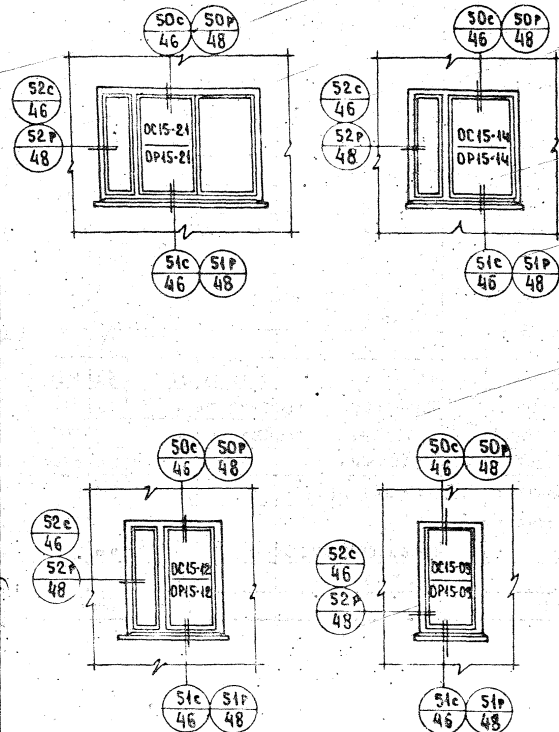 50с 50р
46 48
52с
46
52р
48
ОС15-21
ОР15-21
51с 51р
46 48
50с 50р
46 48
52с
46
52р
48
ОС15-14
ОР15-14
51с 51р
46 48
50с 50р
46 48
52с
46
52р
48
ОС15-12
ОР15-12
51с 51р
46 48
50с 50р
46 48
52с
46
52р
48
ОС15-09
ОР15-09
51с 51р
46 48